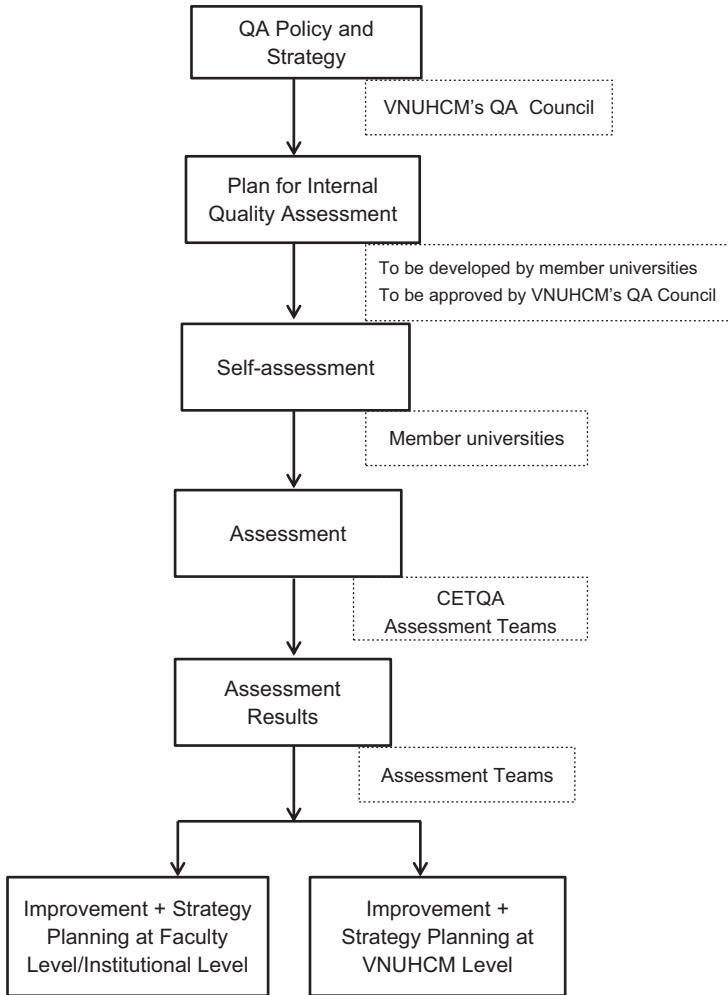 QA Policy and
Strategy
VNUHCM's QA Council
Plan for Internal
Quality Assessment
To be developed by member universities
To be approved by VNUHCM's QA Council
Self-assessment
Member universities
Assessment
CETQA
Assessment Teams
Assessment
Results
Assessment Teams
Improvement + Strategy
Planning at Faculty
Level/Institutional Level
Improvement +
Strategy Planning at
VNUHCM Level